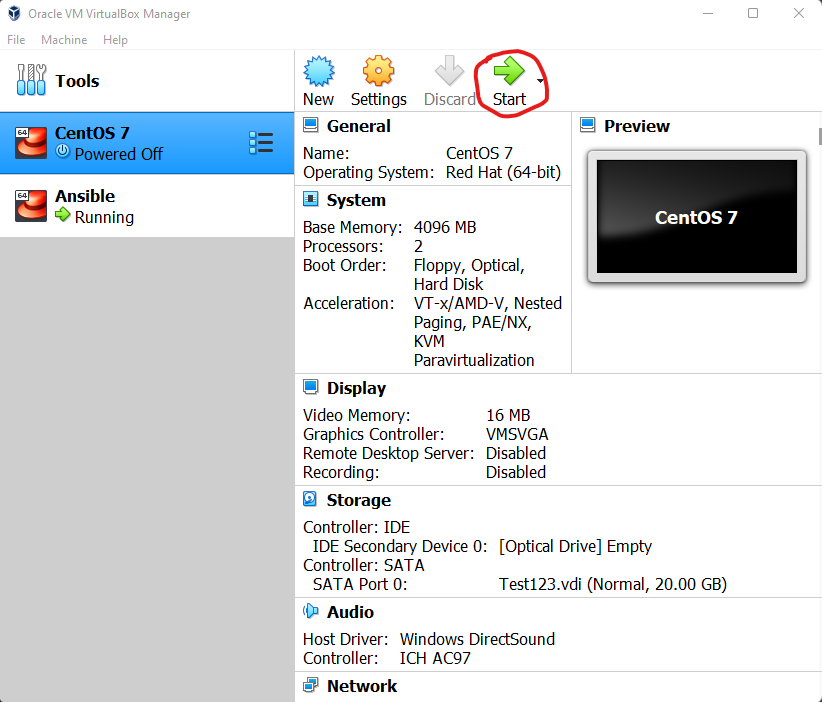 Oracle VM VirtualBox Manager
File Machine Help
Tools
64
CentOS 7
Powered Off
64
Ansible
Running
New Settings Discard Start
General
Name: CentOS 7
Operating System: Red Hat (64-bit)
Preview
CentOS 7
System
Base Memory: 4096 MB
Processors: 2
Boot Order: Floppy, Optical,
Hard Disk
Acceleration: VT-x/AMD-V, Nested
Paging, PAE/NX,
KVM
Paravirtualization
Display
Video Memory: 16 MB
Graphics Controller: VMSVGA
Remote Desktop Server: Disabled
Recording: Disabled
Storage
Controller: IDE
IDE Secondary Device 0: [Optical Drive] Empty
Controller: SATA
SATA Port 0: Test123.vdi (Normal, 20.00 GB)
Audio
Host Driver: Windows DirectSound
Controller: ICH AC97
Network